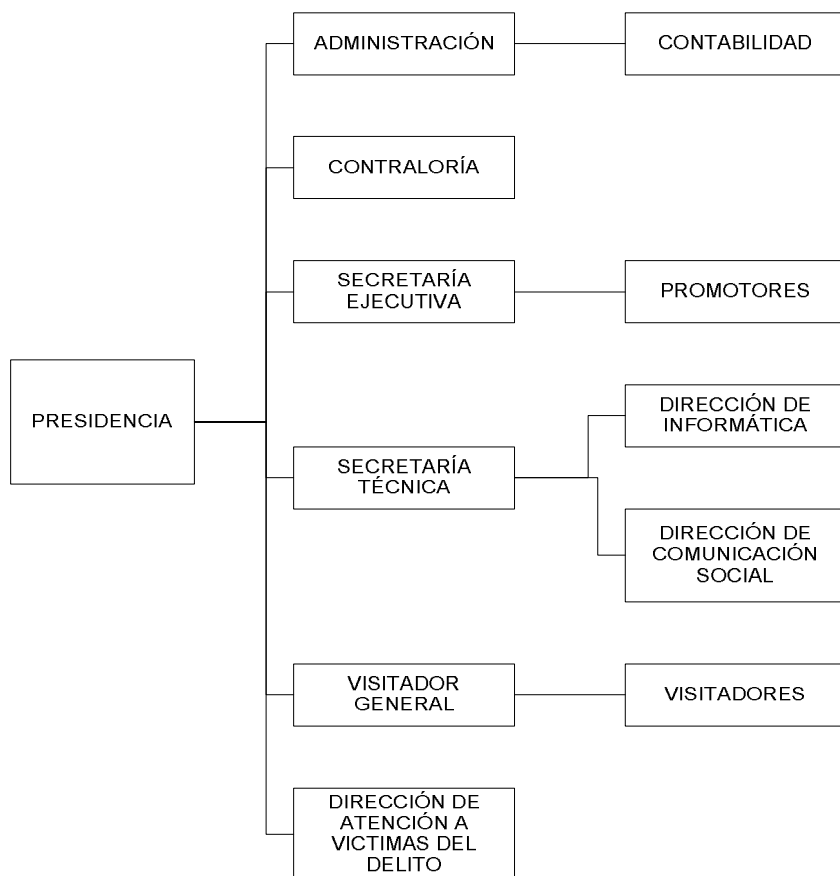 ADMINISTRACIÓN
CONTABILIDAD
CONTRALORÍA
SECRETARÍA
EJECUTIVA
PROMOTORES
PRESIDENCIA
DIRECCIÓN DE
INFORMÁTICA
SECRETARÍA
TÉCNICA
DIRECCIÓN DE
COMUNICACIÓN
SOCIAL
VISITADOR
GENERAL
VISITADORES
DIRECCIÓN DE
ATENCIÓN A
VICTIMAS DEL
DELITO